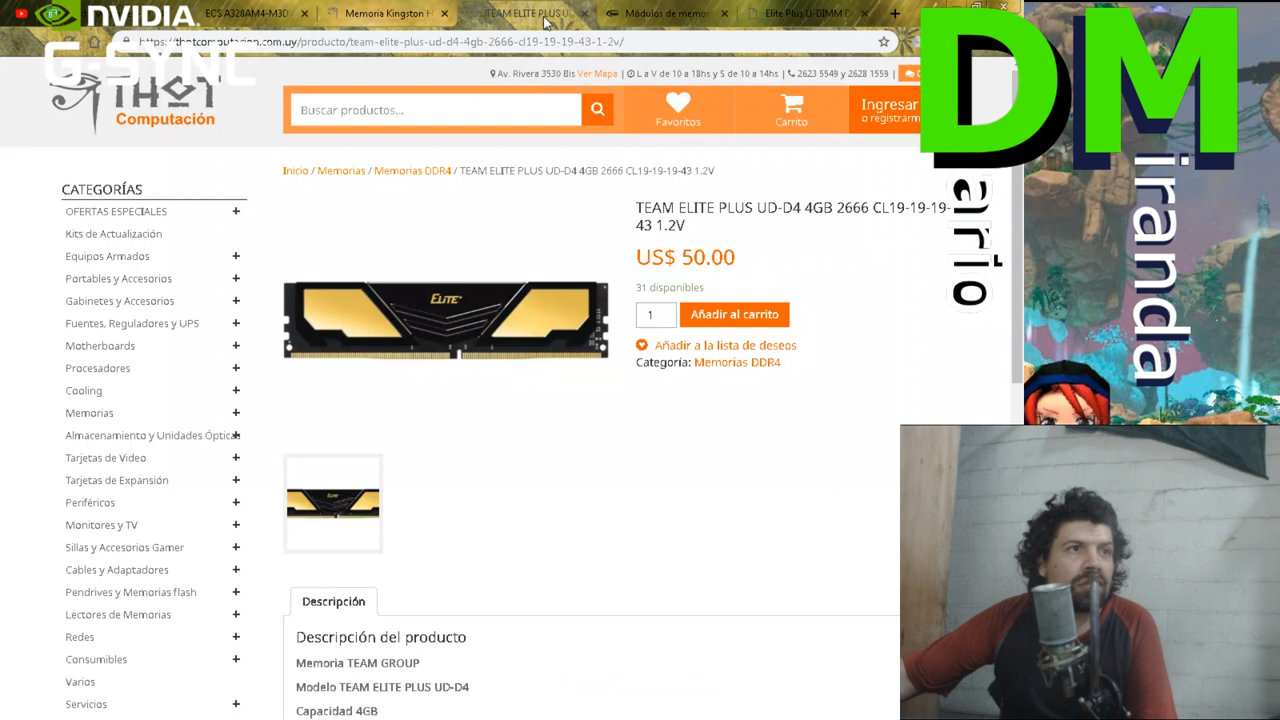 NVIDIA
G-SYNC
ECS A320AM4-M3D
Memoria Kingston H
TEAM ELITE PLUS U
Módulos de memo
Elite Plus U-DIMM D
https://thotcomputacion.com.uy/producto/team-elite-plus-ud-d4-4gb-2666-cl19-19-19-43-1-2v/
THOT
Computación
Av. Rivera 3530 Bis Ver Mapa | L a V de 10 a 18hs y S de 10 a 14hs | 2623 5549 y 2628 1559 |
Buscar productos...
Favoritos
Carrito
Ingresar
o registrarm
DM
ario
iranda
Inicio / Memorias / Memorias DDR4 / TEAM ELITE PLUS UD-D4 4GB 2666 CL19-19-19-43 1.2V
CATEGORÍAS
OFERTAS ESPECIALES +
Kits de Actualización
Equipos Armados +
Portables y Accesorios +
Gabinetes y Accesorios +
Fuentes, Reguladores y UPS +
Motherboards +
Procesadores +
Cooling +
Memorias +
Almacenamiento y Unidades Ópticas +
Tarjetas de Video +
Tarjetas de Expansión +
Periféricos +
Monitores y TV +
Sillas y Accesorios Gamer +
Cables y Adaptadores +
Pendrives y Memorias flash +
Lectores de Memorias +
Redes +
Consumibles +
Varios
Servicios +
ELITE+
ELITE+
TEAM ELITE PLUS UD-D4 4GB 2666 CL19-19-19-
43 1.2V
US$ 50.00
31 disponibles
1
Añadir al carrito
Añadir a la lista de deseos
Categoría: Memorias DDR4
Descripción
Descripción del producto
Memoria TEAM GROUP
Modelo TEAM ELITE PLUS UD-D4
Capacidad 4GB